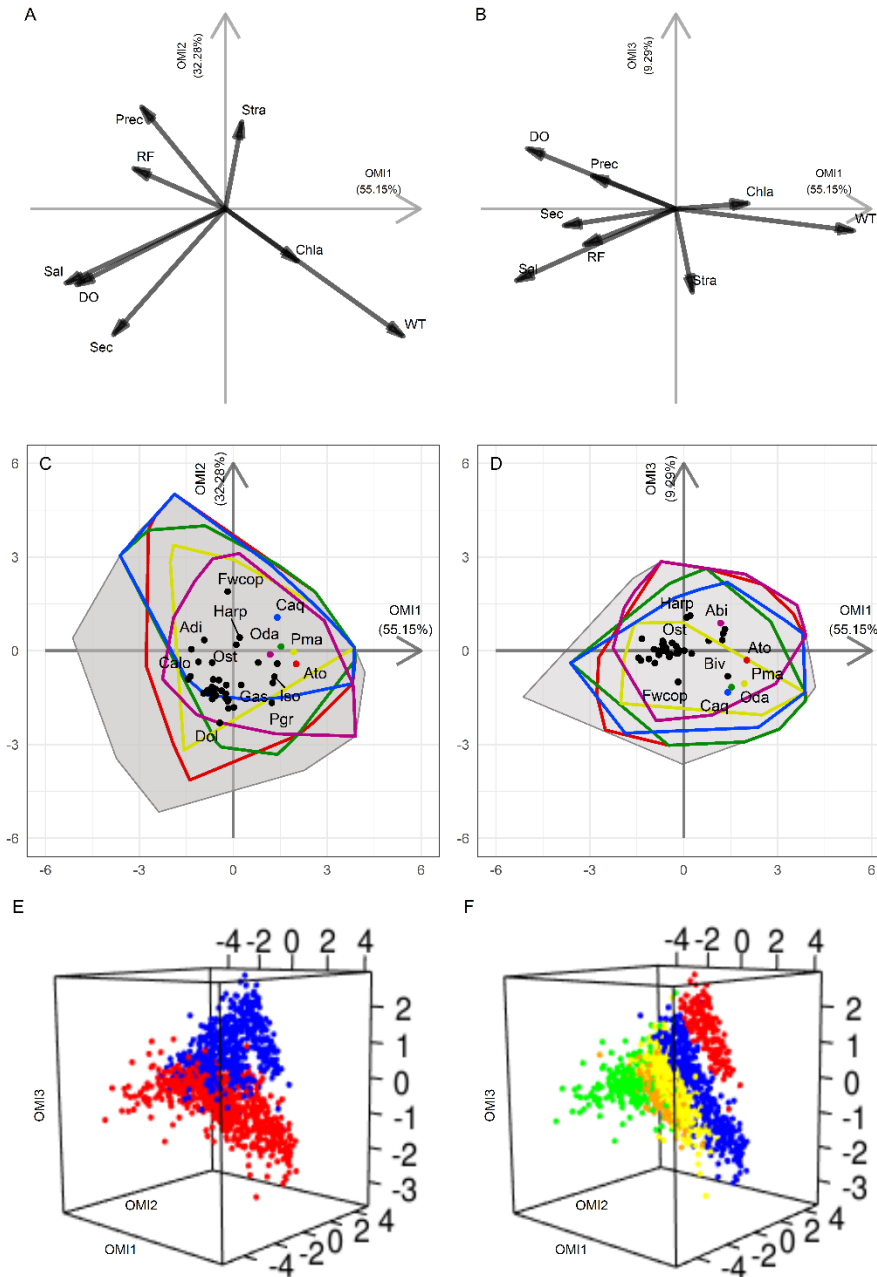 A
OMI2
(32.28%)
Prec
Stra
RF
OMI1
(55.15%)
Chla
Sal
DO
Sec
WT
B
OMI3
(9.29%)
DO
Prec
OMI1
(55.15%)
Chla
Sec
WT
RF
Sal
Stra
C
OMI2
(32.28%)
6
3
0
-3
-6
Fwcop
Harp
Caq
Adi
Oda
Pma
OMI1
(55.15%)
Calo
Ost
Ato
Gas
Iso
Pgr
Dol
-6
-3
0
3
6
D
OMI3
(9.29%)
6
3
0
-3
-6
Harp
Abi
OMI1
(55.15%)
Ost
Ato
Biv
Pma
Fwcop
Caq
Oda
-6
-3
0
3
6
E
-4 -2 0 2 4
2
1
0
-1
-2
-3
OMI3
OMI2
OMI1
-4 -2 0 2 4
F
-4 -2 0 2 4
2
1
0
-1
-2
-3
OMI3
OMI2
OMI1
-4 -2 0 2 4